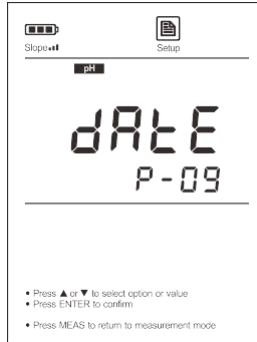 Slope
Setup
pH
dAtE
P-09
• Press ▲ or ▼ to select option or value
• Press ENTER to confirm
• Press MEAS to return to measurement mode